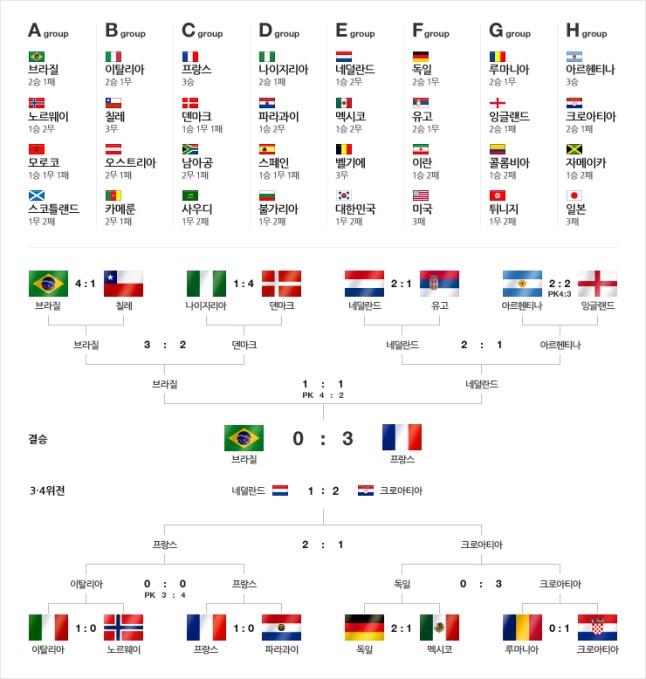 A group B group C group D group E group F group G group H group
브라질 이탈리아 프랑스 나이지리아 네덜란드 독일 루마니아 아르헨티나
2승 1패 2승 1무 3승 2승 1패 1승 2무 2승 1무 2승 1무 3승
노르웨이 칠레 덴마크 파라과이 멕시코 유고 잉글랜드 크로아티아
1승 2무 3무 1승 1무 1패 1승 2무 1승 2무 2승 1무 2승 1패 2승 1패
모로코 오스트리아 남아공 스페인 벨기에 이란 콜롬비아 자메이카
1승 1무 1패 2무 1패 2무 1패 1승 1무 1패 3무 1승 2패 1승 2패 1승 2패
스코틀랜드 카메룬 사우디 불가리아 대한민국 미국 튀니지 일본
1무 2패 2무 1패 1무 2패 1무 2패 1무 2패 3패 1무 2패 3패
4 : 1 1 : 4 2 : 1 2 : 2
PK4:3
브라질 칠레 나이지리아 덴마크 네덜란드 유고 아르헨티나 잉글랜드
브라질 3 : 2 덴마크 네덜란드 2 : 1 아르헨티나
브라질 1 : 1 네덜란드
PK 4 : 2
결승 0 : 3
브라질 프랑스
3·4위전 네덜란드 1 : 2 크로아티아
프랑스 2 : 1 크로아티아
이탈리아 0 : 0 프랑스 독일 0 : 3 크로아티아
PK 3 : 4
1 : 0 1 : 0 2 : 1 0 : 1
이탈리아 노르웨이 프랑스 파라과이 독일 멕시코 루마니아 크로아티아